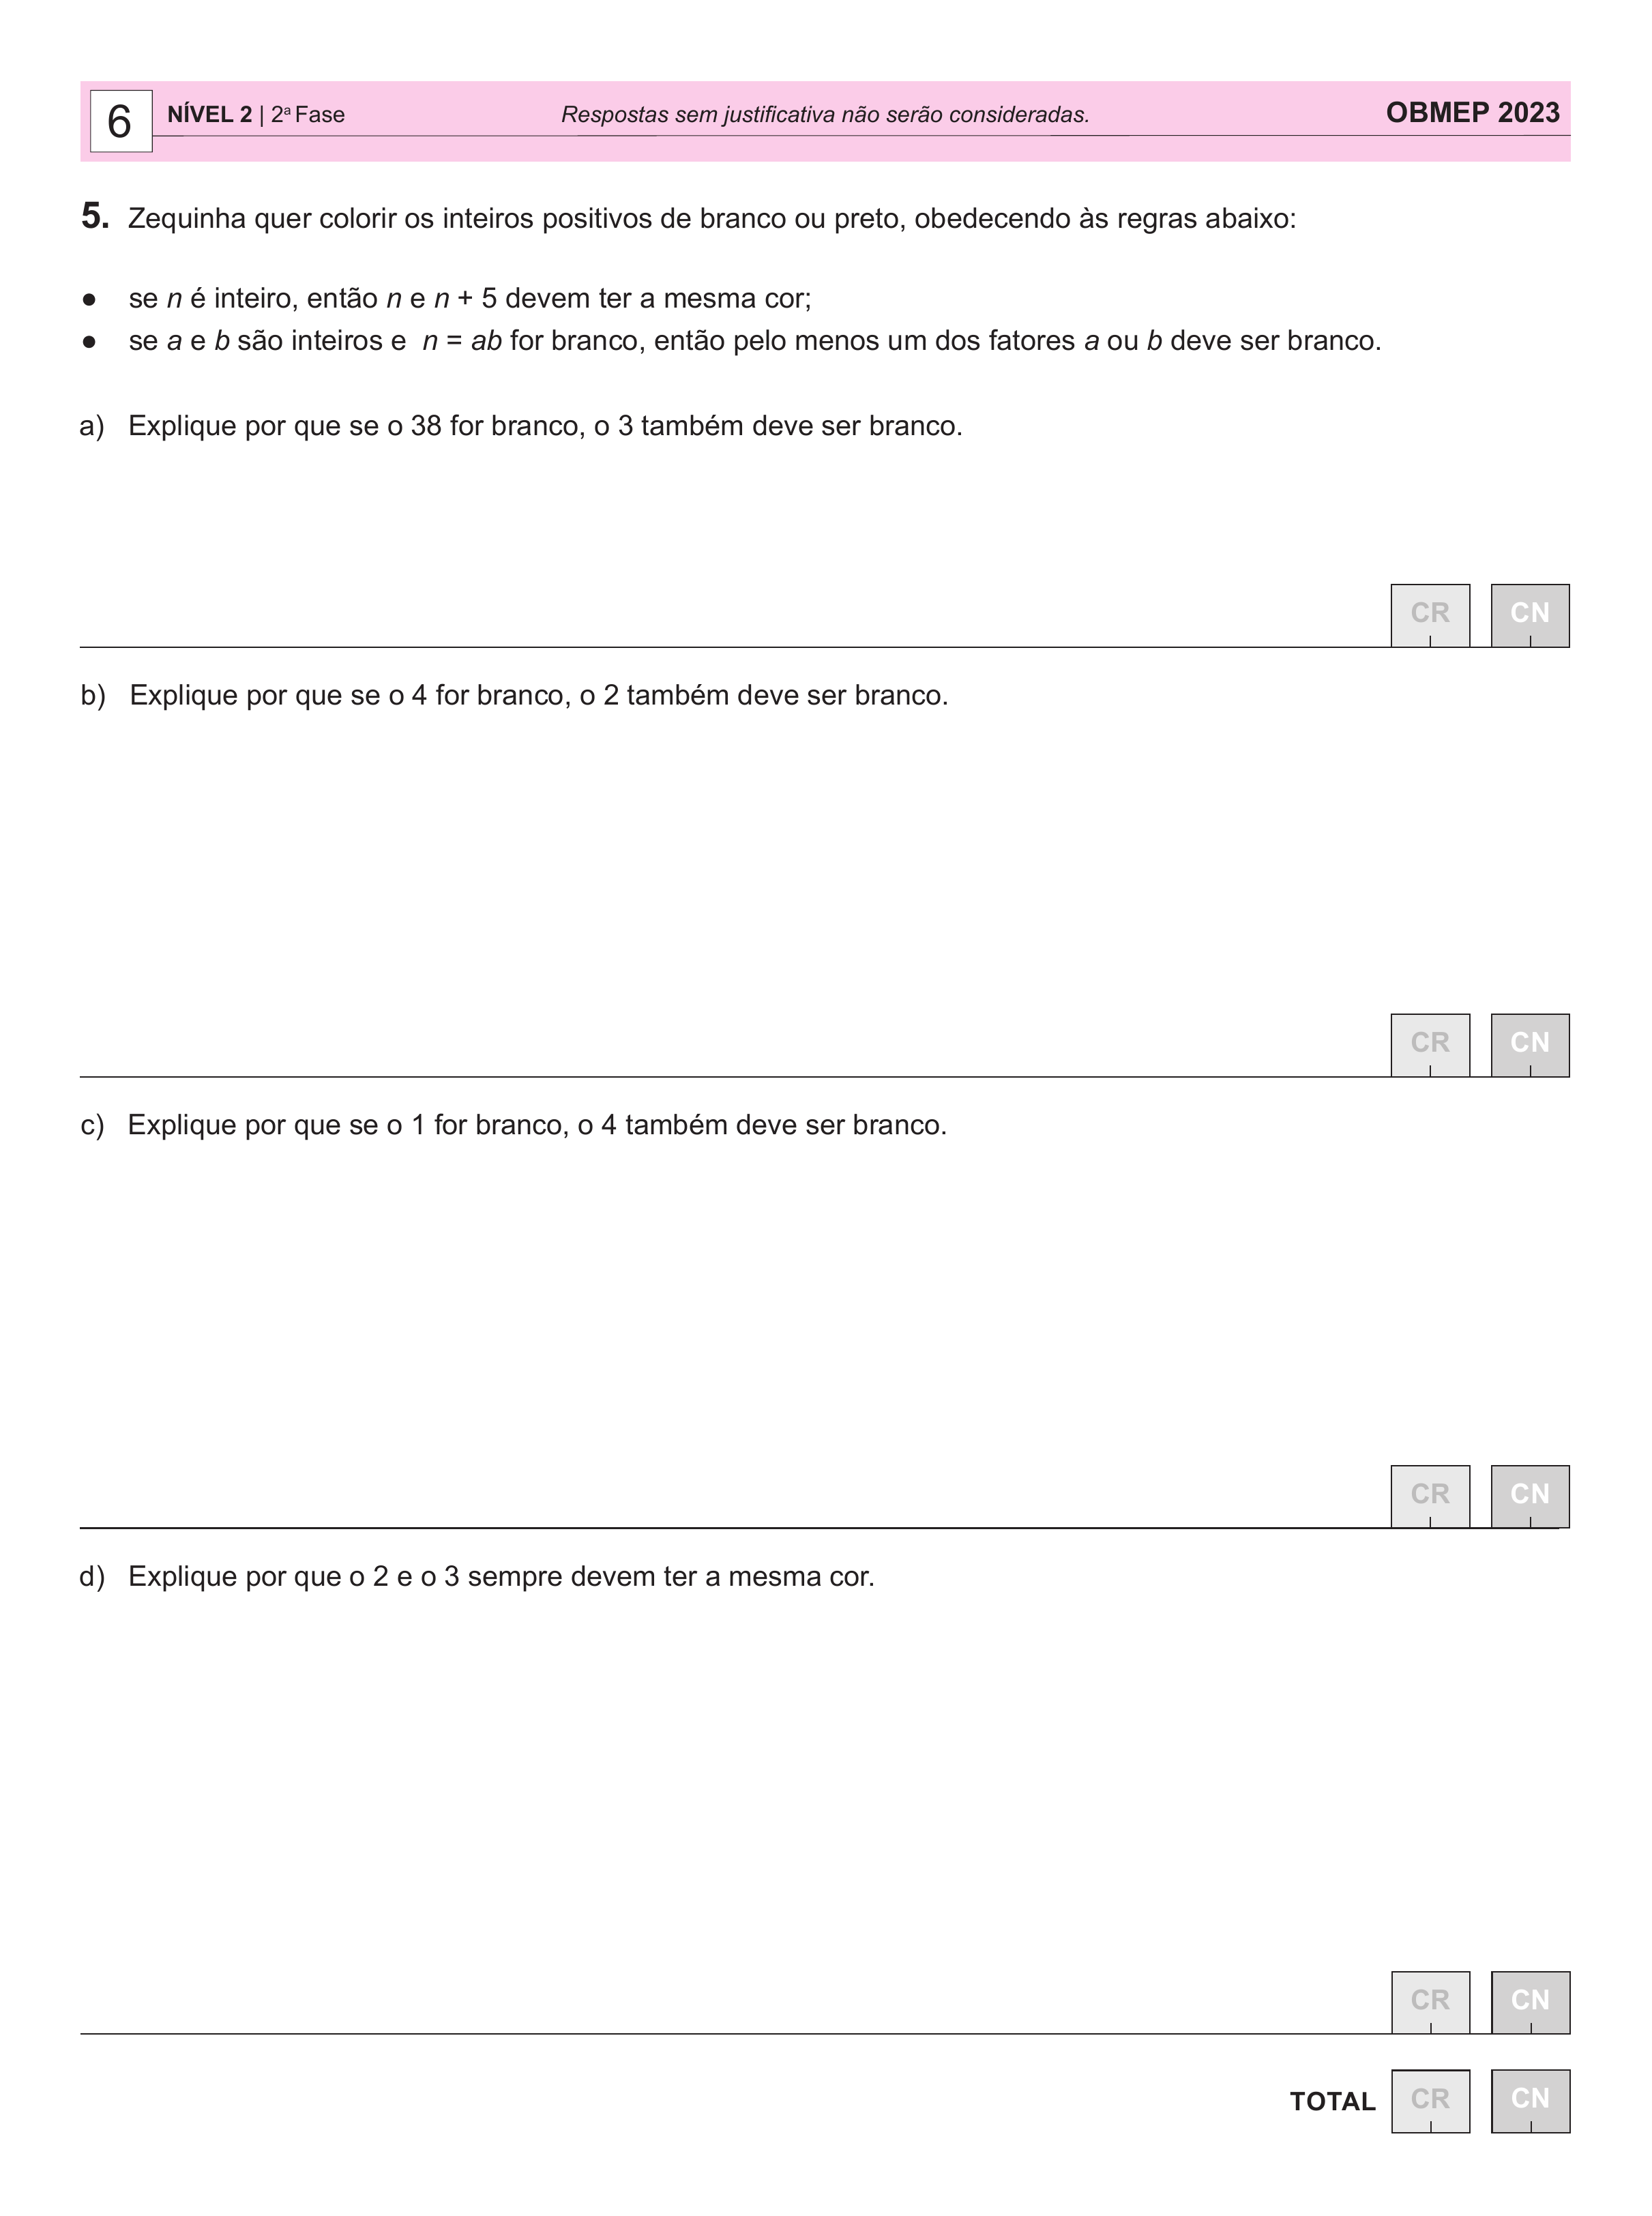 6 NÍVEL 2 | 2ª Fase Respostas sem justificativa não serão consideradas. OBMEP 2023
5. Zequinha quer colorir os inteiros positivos de branco ou preto, obedecendo às regras abaixo:
● se n é inteiro, então n e n + 5 devem ter a mesma cor;
● se a e b são inteiros e n = ab for branco, então pelo menos um dos fatores a ou b deve ser branco.
a) Explique por que se o 38 for branco, o 3 também deve ser branco.
CR CN
b) Explique por que se o 4 for branco, o 2 também deve ser branco.
CR CN
c) Explique por que se o 1 for branco, o 4 também deve ser branco.
CR CN
d) Explique por que o 2 e o 3 sempre devem ter a mesma cor.
CR CN
TOTAL CR CN